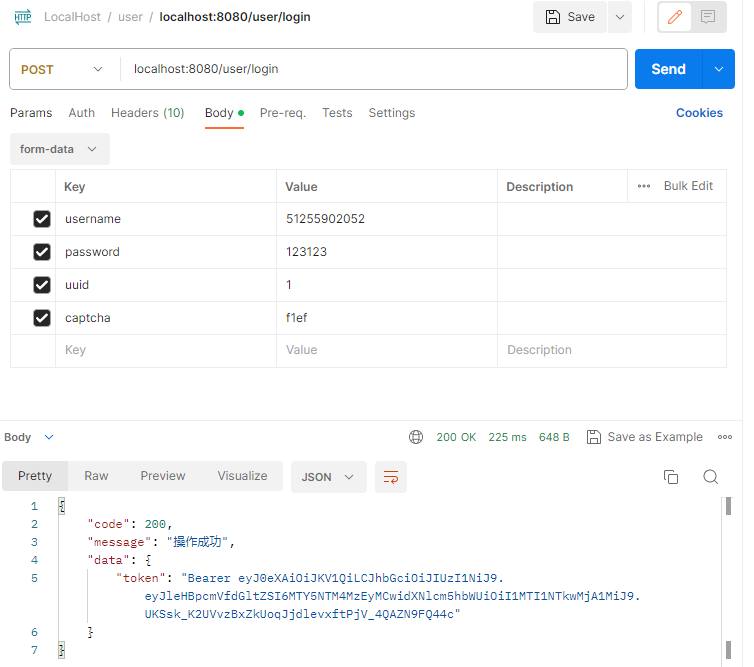 HTTP LocalHost / user / localhost:8080/user/login Save
POST localhost:8080/user/login Send
Params Auth Headers (10) Body Pre-req. Tests Settings Cookies
form-data
Key Value Description ••• Bulk Edit
username 51255902052
password 123123
uuid 1
captcha f1ef
Key Value Description
Body 200 OK 225 ms 648 B Save as Example •••
Pretty Raw Preview Visualize JSON
1 {
2 "code": 200,
3 "message": "操作成功",
4 "data": {
5 "token": "Bearer eyJ0eXAiOiJKV1QiLCJhbGciOiJIUzI1NiJ9.
eyJleHBpcmVfdGltZSI6MTY5NTM4MzEyMCwidXNlcm5hbWUiOiI1MTI1NTkwMjA1MiJ9.
UKSsk_K2UVvzBxZkUoqJjdlevxftPjV_4QAZN9FQ44c"
6 }
7 }